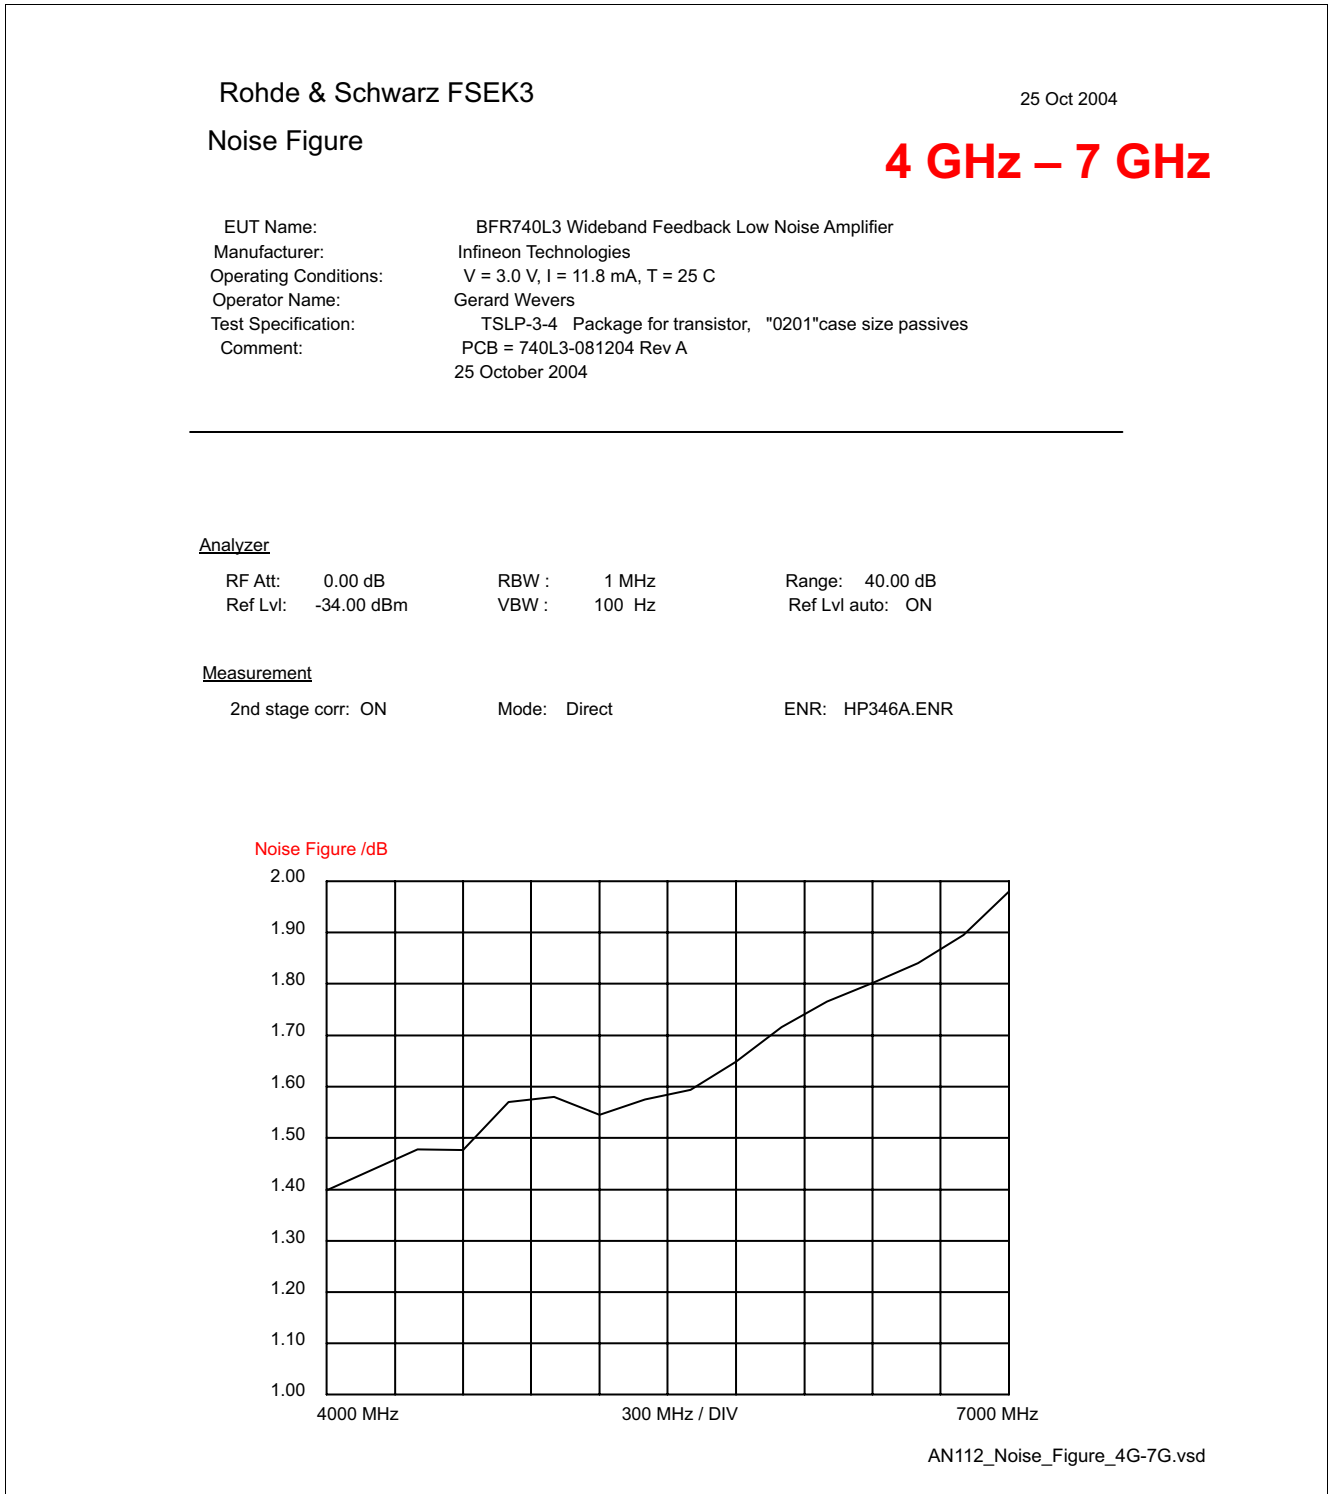 Rohde & Schwarz FSEK3
25 Oct 2004
Noise Figure
4 GHz – 7 GHz
EUT Name: BFR740L3 Wideband Feedback Low Noise Amplifier
Manufacturer: Infineon Technologies
Operating Conditions: V = 3.0 V, I = 11.8 mA, T = 25 C
Operator Name: Gerard Wevers
Test Specification: TSLP-3-4 Package for transistor, "0201"case size passives
Comment: PCB = 740L3-081204 Rev A
25 October 2004
Analyzer
RF Att: 0.00 dB RBW : 1 MHz Range: 40.00 dB
Ref Lvl: -34.00 dBm VBW : 100 Hz Ref Lvl auto: ON
Measurement
2nd stage corr: ON Mode: Direct ENR: HP346A.ENR
Noise Figure /dB
2.00
1.90
1.80
1.70
1.60
1.50
1.40
1.30
1.20
1.10
1.00
4000 MHz 300 MHz / DIV 7000 MHz
AN112_Noise_Figure_4G-7G.vsd